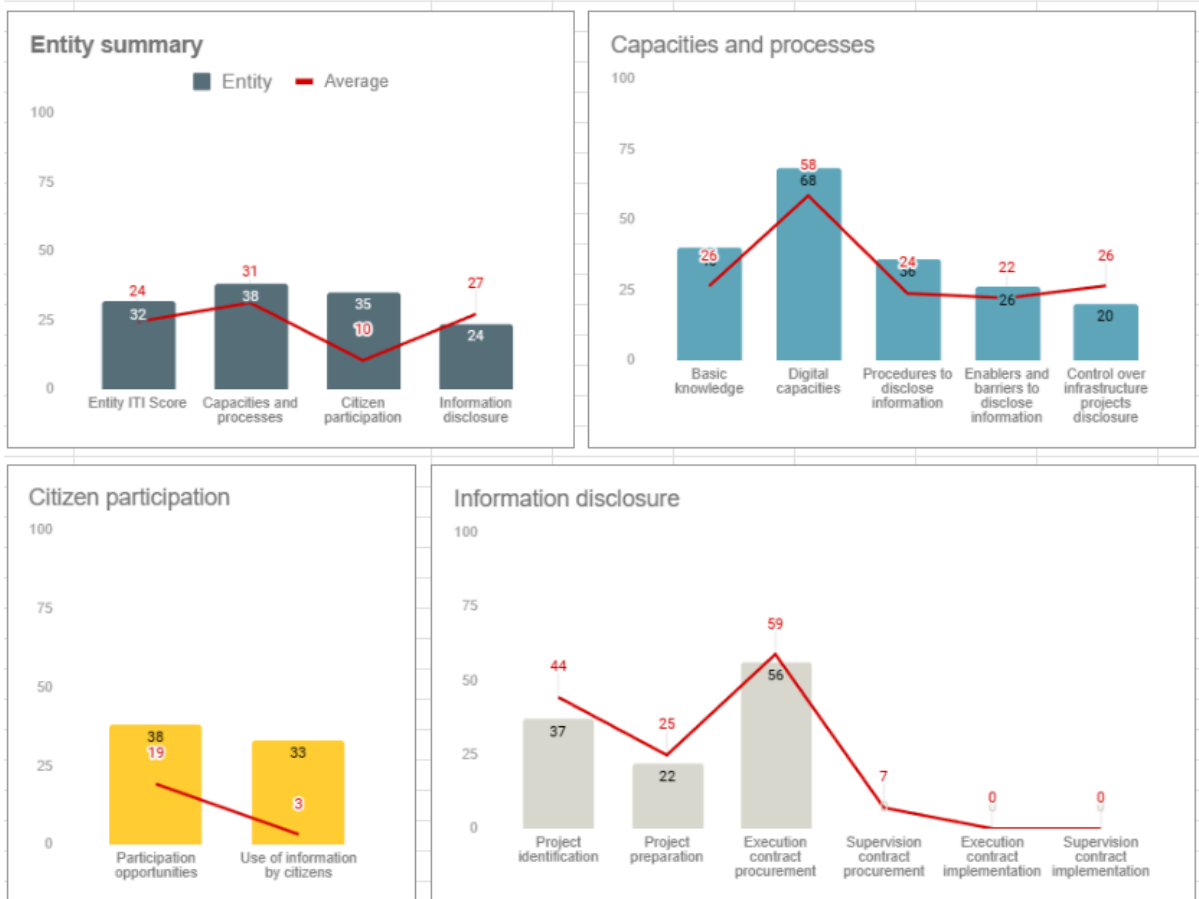 Entity summary
Entity
Average
100
75
50
25
0
24
32
31
38
35
10
27
24
Entity ITI Score
Capacities and
processes
Citizen
participation
Information
disclosure
Capacities and processes
100
75
50
25
0
26
58
68
24
36
22
26
26
20
Basic
knowledge
Digital
capacities
Procedures to
disclose
information
Enablers and
barriers to
disclose
information
Control over
infrastructure
projects
disclosure
Citizen participation
100
75
50
25
0
38
19
33
3
Participation
opportunities
Use of information
by citizens
Information disclosure
100
75
50
25
0
44
37
25
22
59
56
7
0
0
Project
identification
Project
preparation
Execution
contract
procurement
Supervision
contract
procurement
Execution
contract
implementation
Supervision
contract
implementation